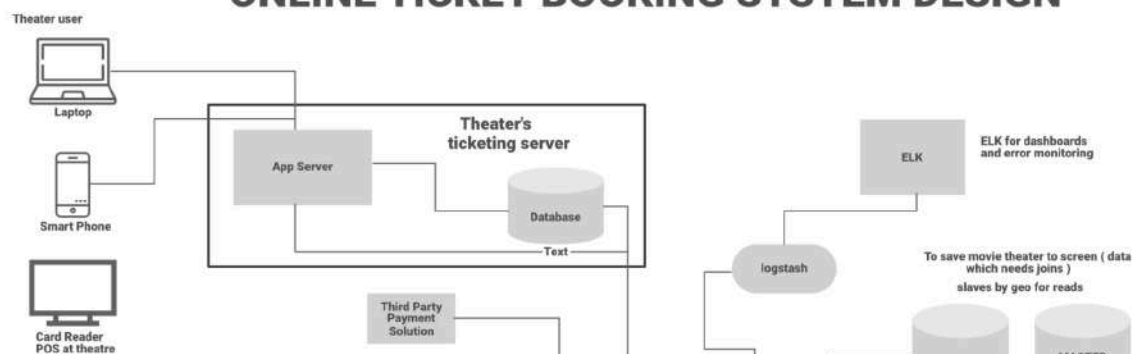 ONLINE TICKET BOOKING SYSTEM DESIGN
Theater user
Laptop
Smart Phone
Card Reader
POS at theatre
Theater's
ticketing server
App Server
Database
Text
Third Party
Payment
Solution
ELK
ELK for dashboards
and error monitoring
logstash
To save movie theater to screen ( data
which needs joins )
slaves by geo for reads
MASTER